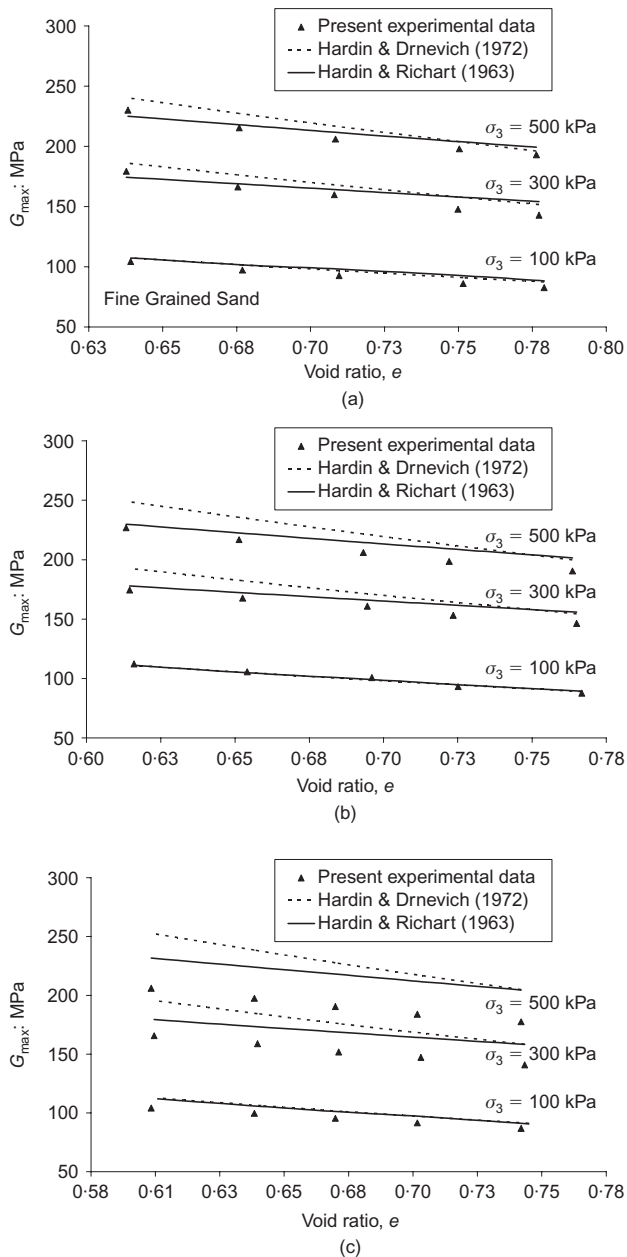 Present experimental data
Hardin & Drnevich (1972)
Hardin & Richart (1963)
300
250
200
150
100
50
G_max: MPa
σ3 = 500 kPa
σ3 = 300 kPa
σ3 = 100 kPa
Fine Grained Sand
0·63 0·65 0·68 0·70 0·73 0·75 0·78 0·80
Void ratio, e
(a)
Present experimental data
Hardin & Drnevich (1972)
Hardin & Richart (1963)
300
250
200
150
100
50
G_max: MPa
σ3 = 500 kPa
σ3 = 300 kPa
σ3 = 100 kPa
0·60 0·63 0·65 0·68 0·70 0·73 0·75 0·78
Void ratio, e
(b)
Present experimental data
Hardin & Drnevich (1972)
Hardin & Richart (1963)
300
250
200
150
100
50
G_max: MPa
σ3 = 500 kPa
σ3 = 300 kPa
σ3 = 100 kPa
0·58 0·61 0·63 0·65 0·68 0·70 0·73 0·75 0·78
Void ratio, e
(c)